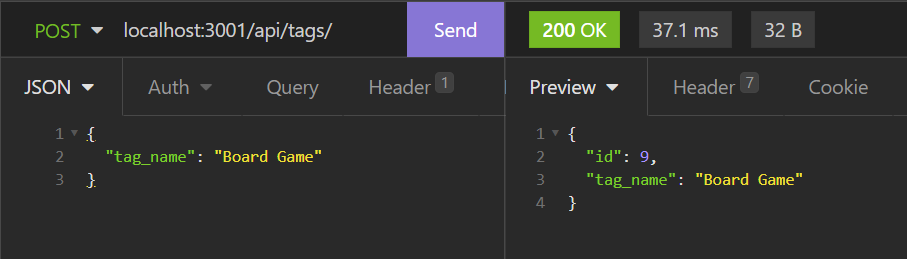 POST localhost:3001/api/tags/ Send
JSON Auth Query Header 1
1 {
2 "tag_name": "Board Game"
3 }
200 OK 37.1 ms 32 B
Preview Header 7 Cookie
1 {
2 "id": 9,
3 "tag_name": "Board Game"
4 }